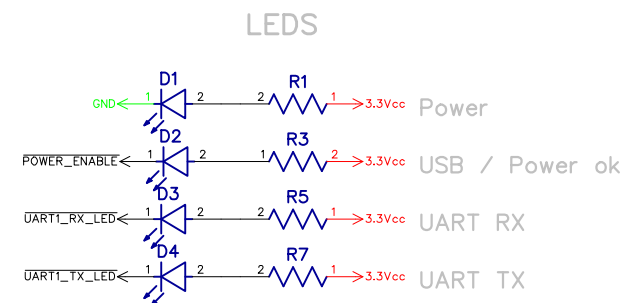 LEDS
D1 R1
GND 1 2 2 1 3.3Vcc Power
D2 R3
POWER_ENABLE 1 2 1 2 3.3Vcc USB / Power ok
D3 R5
UART1_RX_LED 1 2 2 1 3.3Vcc UART RX
D4 R7
UART1_TX_LED 1 2 2 1 3.3Vcc UART TX